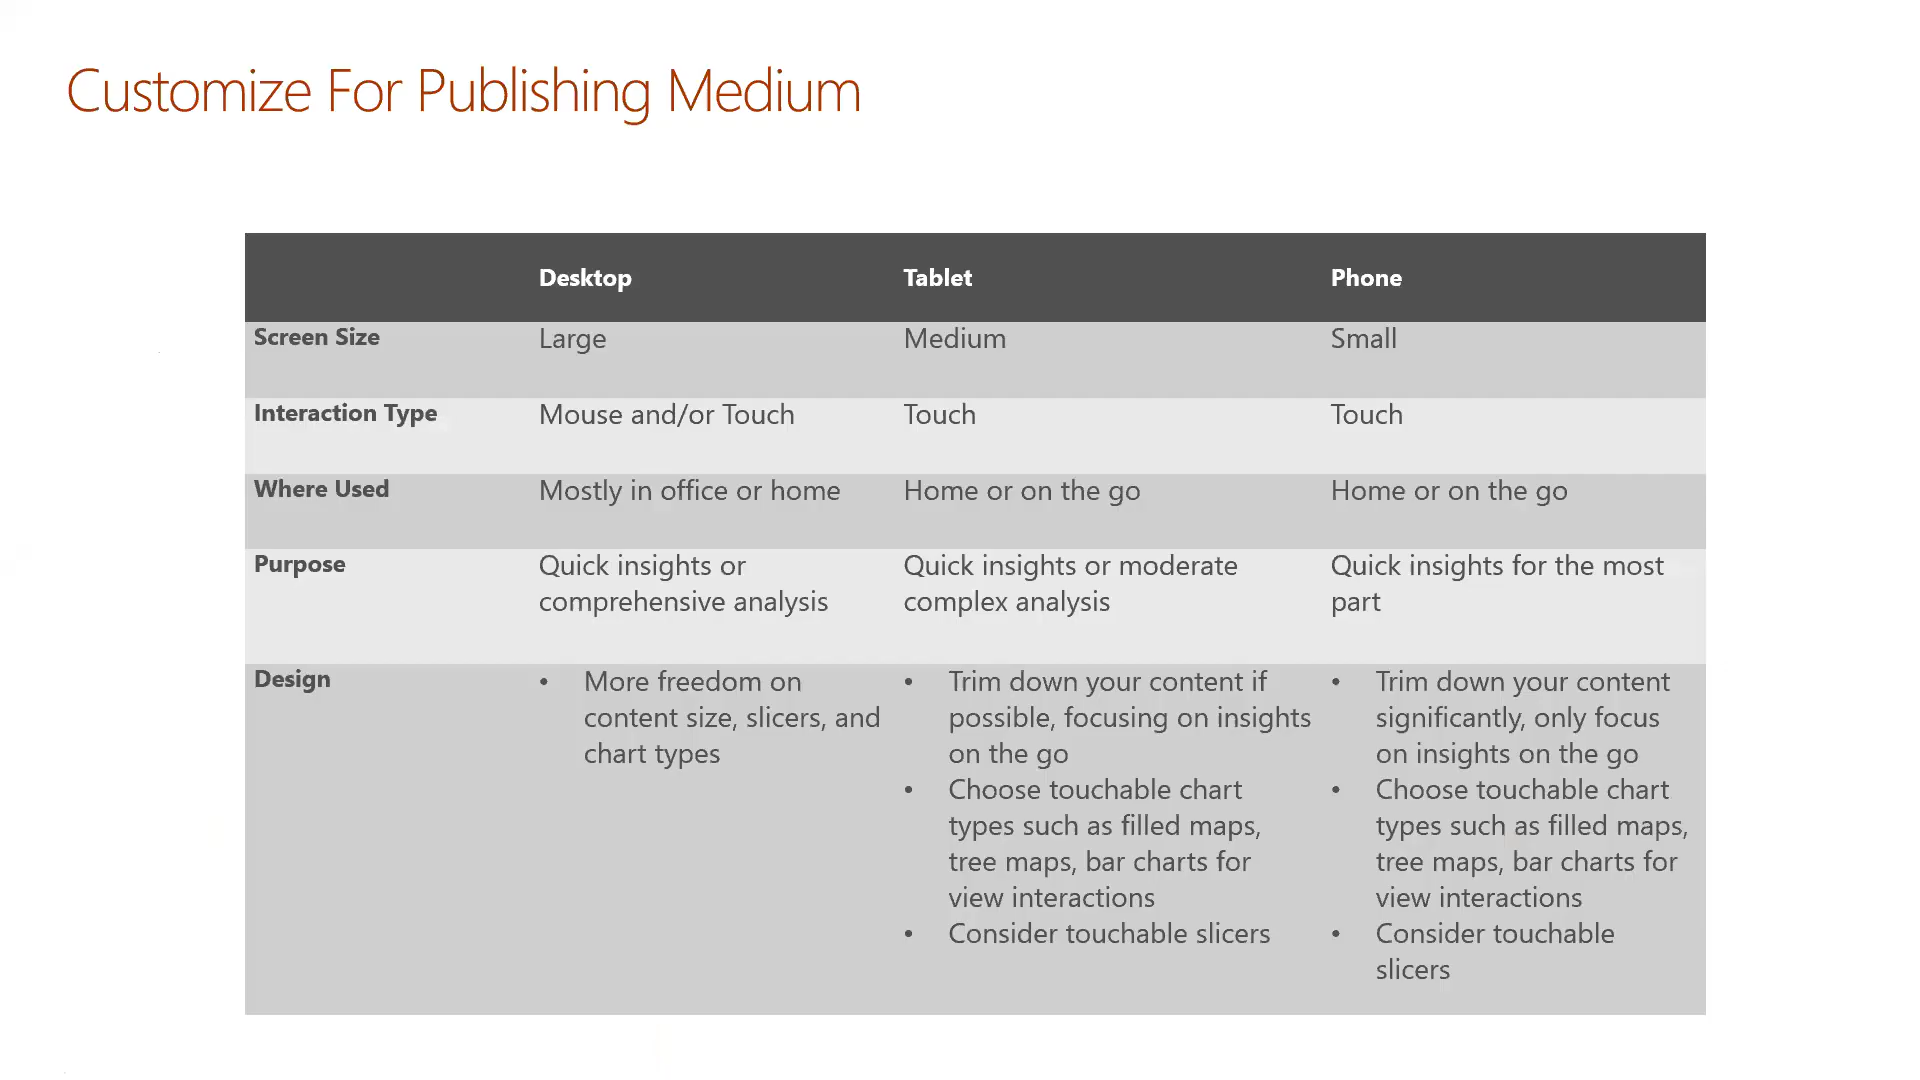 Customize For Publishing Medium
Desktop Tablet Phone
Screen Size Large Medium Small
Interaction Type Mouse and/or Touch Touch Touch
Where Used Mostly in office or home Home or on the go Home or on the go
Purpose
Quick insights or
comprehensive analysis
Quick insights or moderate
complex analysis
Quick insights for the most
part
Design
• More freedom on
content size, slicers, and
chart types
• Trim down your content if
possible, focusing on insights
on the go
• Choose touchable chart
types such as filled maps,
tree maps, bar charts for
view interactions
• Consider touchable slicers
• Trim down your content
significantly, only focus
on insights on the go
• Choose touchable chart
types such as filled maps,
tree maps, bar charts for
view interactions
• Consider touchable
slicers